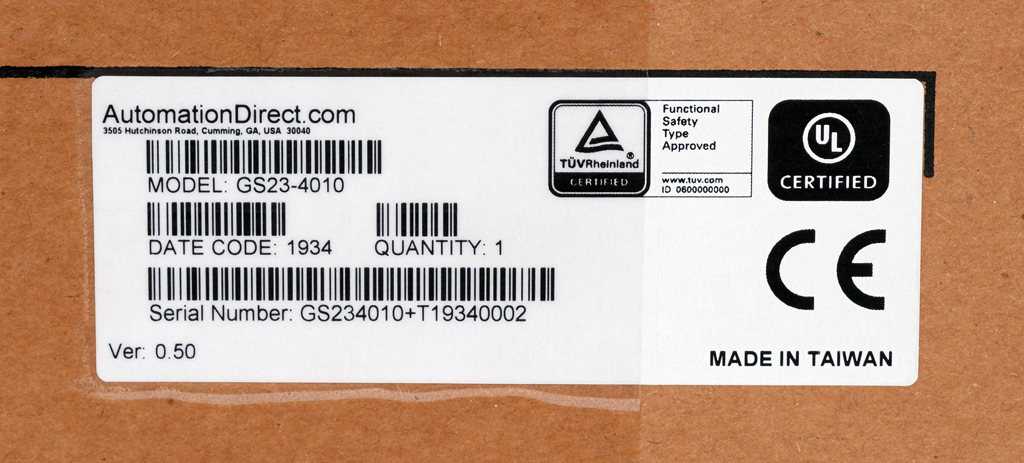 AutomationDirect.com
3505 Hutchinson Road, Cumming, GA, USA 30040
MODEL: GS23-4010
DATE CODE: 1934
QUANTITY: 1
Serial Number: GS234010+T19340002
Ver: 0.50
TÜVRheinland®
CERTIFIED
Functional
Safety
Type
Approved
www.tuv.com
ID 0600000000
UL
CERTIFIED
CE
MADE IN TAIWAN